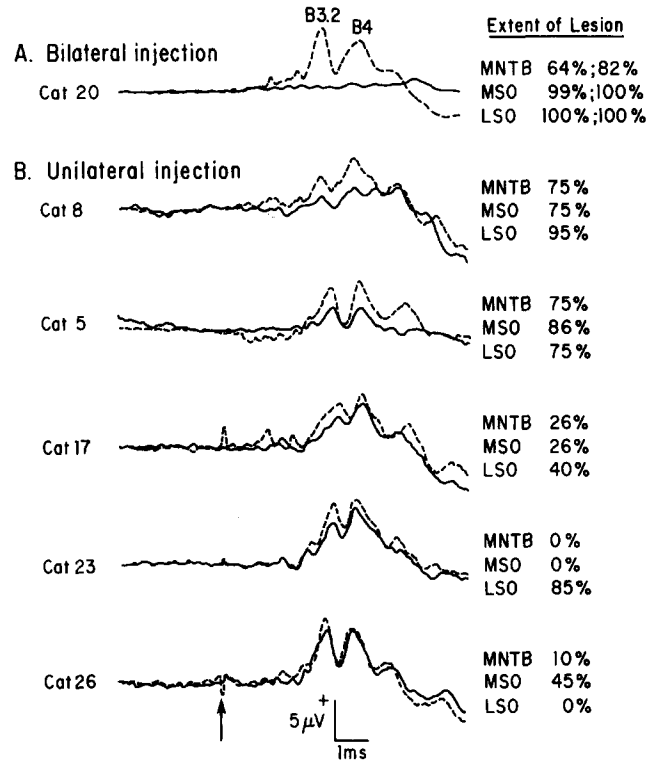 B3.2 B4
Extent of Lesion
A. Bilateral injection
Cat 20
MNTB 64%;82%
MSO 99%;100%
LSO 100%;100%
B. Unilateral injection
Cat 8
MNTB 75%
MSO 75%
LSO 95%
Cat 5
MNTB 75%
MSO 86%
LSO 75%
Cat 17
MNTB 26%
MSO 26%
LSO 40%
Cat 23
MNTB 0%
MSO 0%
LSO 85%
Cat 26
MNTB 10%
MSO 45%
LSO 0%
+
5μV
1ms